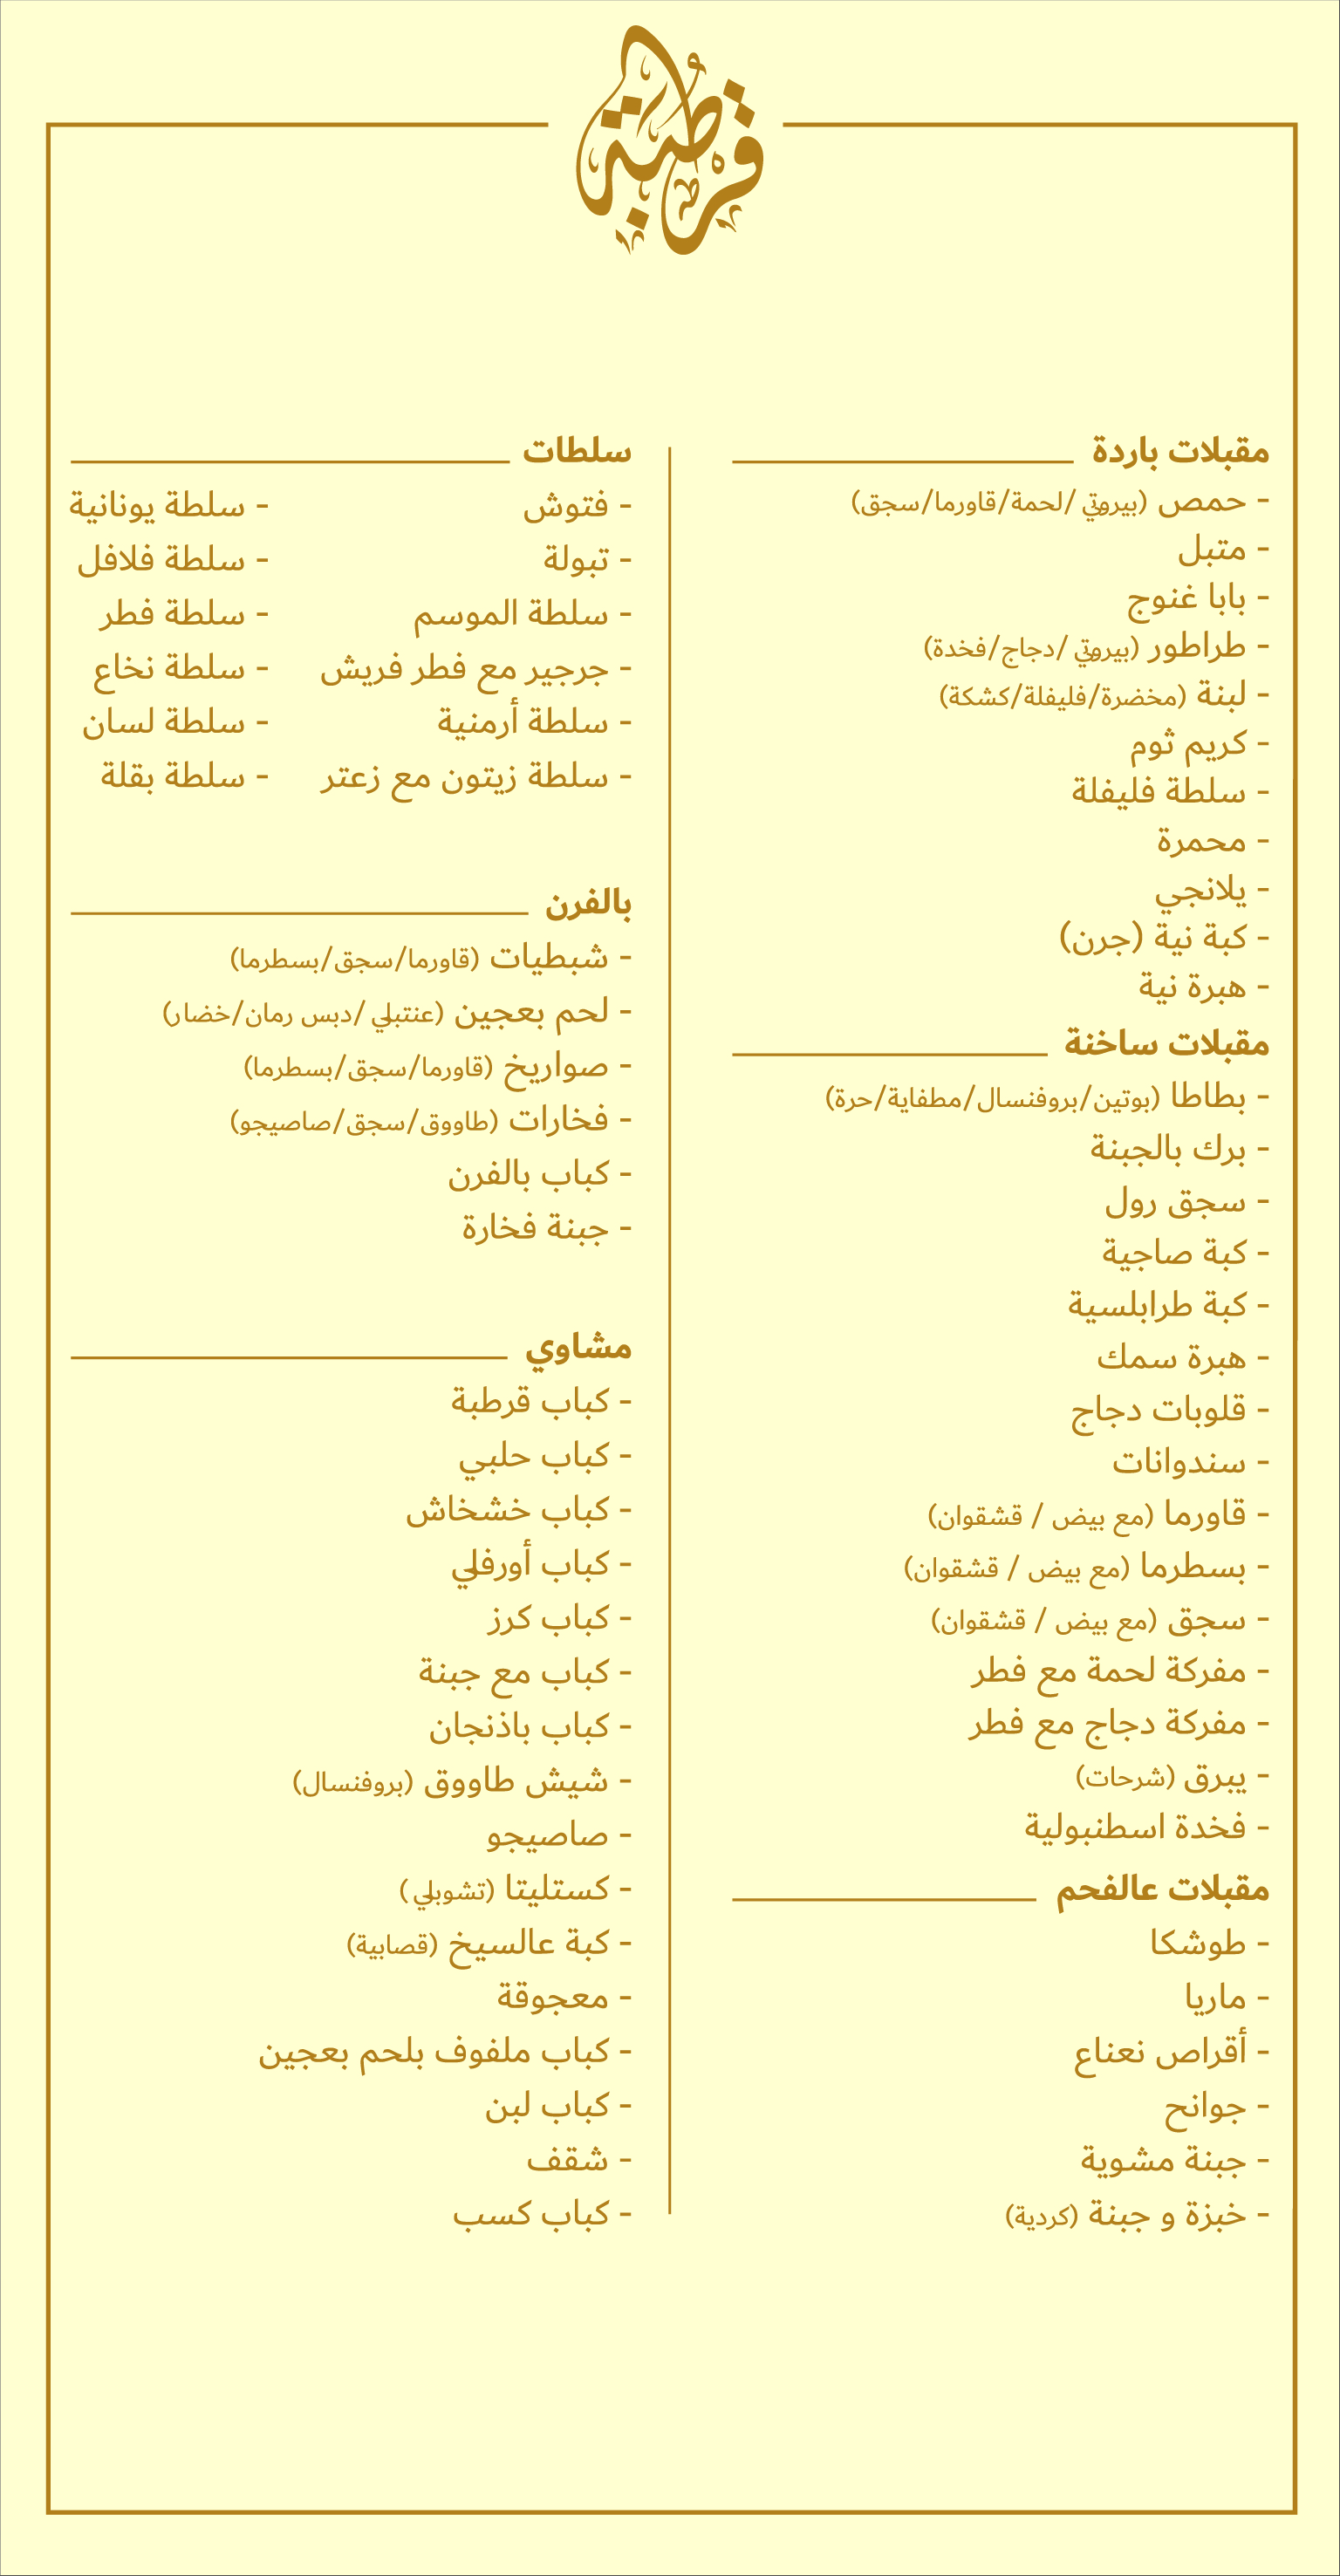 قرطبة
مقبلات باردة
- حمص (بيروتي/لحمة/قاورما/سجق)
- متبل
- بابا غنوج
- طراطور (بيروتي/دجاج/فخدة)
- لبنة (مخضرة/فليفلة/كشكة)
- كريم ثوم
- سلطة فليفلة
- محمرة
- يلانجي
- كبة نية (جرن)
- هبرة نية
مقبلات ساخنة
- بطاطا (بوتين/بروفنسال/مطفاية/حرة)
- برك بالجبنة
- سجق رول
- كبة صاجية
- كبة طرابلسية
- هبرة سمك
- قلوبات دجاج
- سندوانات
- قاورما (مع بيض / قشقوان)
- بسطرما (مع بيض / قشقوان)
- سجق (مع بيض / قشقوان)
- مفركة لحمة مع فطر
- مفركة دجاج مع فطر
- يبرق (شرحات)
- فخدة اسطنبولية
مقبلات عالفحم
- طوشكا
- ماريا
- أقراص نعناع
- جوانح
- جبنة مشوية
- خبزة و جبنة (كردية)
سلطات
- فتوش
- تبولة
- سلطة الموسم
- جرجير مع فطر فريش
- سلطة أرمنية
- سلطة زيتون مع زعتر
- سلطة يونانية
- سلطة فلافل
- سلطة فطر
- سلطة نخاع
- سلطة لسان
- سلطة بقلة
بالفرن
- شبطيات (قاورما/سجق/بسطرما)
- لحم بعجين (عنتبلي/دبس رمان/خضار)
- صواريخ (قاورما/سجق/بسطرما)
- فخارات (طاووق/سجق/صاصيجو)
- كباب بالفرن
- جبنة فخارة
مشاوي
- كباب قرطبة
- كباب حلبي
- كباب خشخاش
- كباب أورفلي
- كباب كرز
- كباب مع جبنة
- كباب باذنجان
- شيش طاووق (بروفنسال)
- صاصيجو
- كستليتا (تشوبلي)
- كبة عالسيخ (قصابية)
- معجوقة
- كباب ملفوف بلحم بعجين
- كباب لبن
- شقف
- كباب كسب